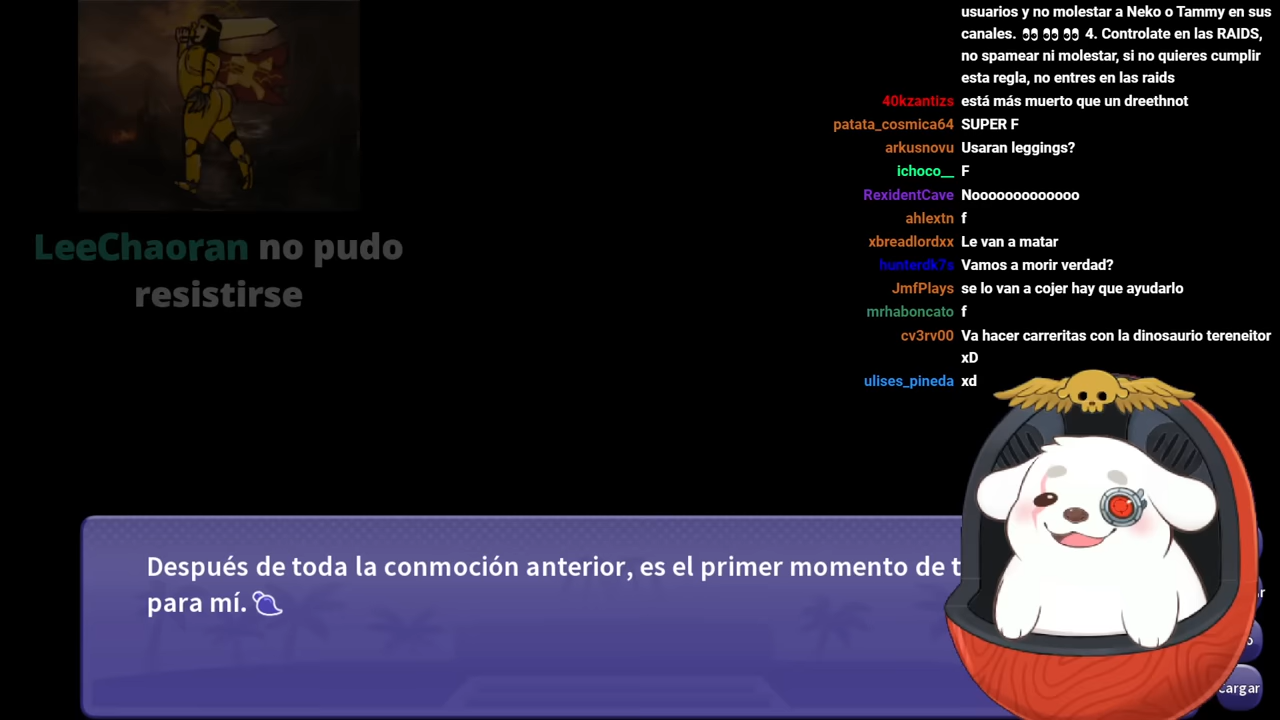 usuarios y no molestar a Neko o Tammy en sus
canales. 👀 👀 👀 4. Controlate en las RAIDS,
no spamear ni molestar, si no quieres cumplir
esta regla, no entres en las raids
40kzantizs está más muerto que un dreethnot
patata_cosmica64 SUPER F
arkusnovu Usaran leggings?
ichoco__ F
RexidentCave Nooooooooooooo
ahlextn f
xbreadlordxx Le van a matar
hunterdk7s Vamos a morir verdad?
JmfPlays se lo van a cojer hay que ayudarlo
mrhaboncato f
cv3rv00 Va hacer carreritas con la dinosaurio tereneitor
xD
ulises_pineda xd
LeeChaoran no pudo
resistirse
Después de toda la conmoción anterior, es el primer momento de t
para mí.
Cargar